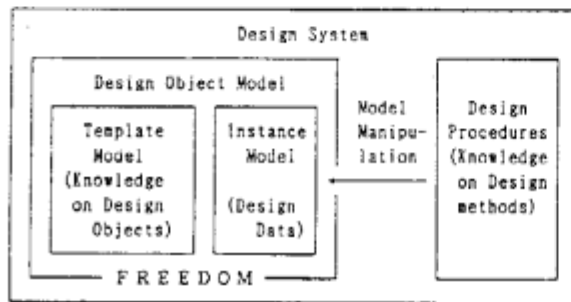 Design System
Design Object Model
Template
Model
(Knowledge
on Design
Objects)
Instance
Model
(Design
Data)
Model
Manipu-
lation
Design
Procedures
(Knowledge
on Design
methods)
FREEDOM